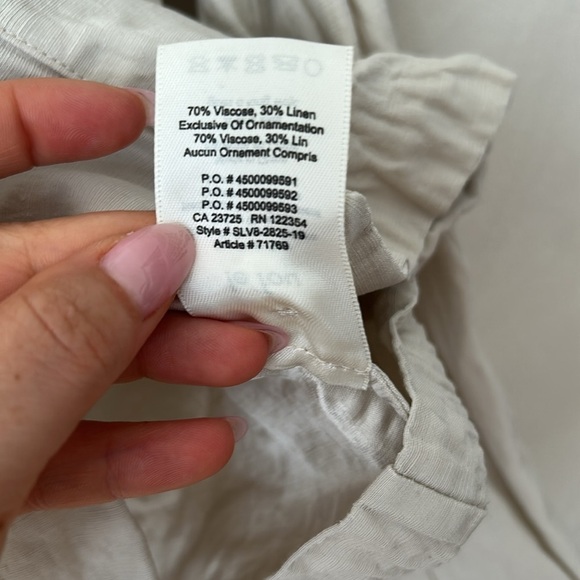 70% Viscose, 30% Linen
Exclusive Of Ornamentation
70% Viscose, 30% Lin
Aucun Ornament Compris
P.O. # 4500099591
P.O. # 4500099592
P.O. # 4500099593
CA 23725 RN 122354
Style # SLV8-2825-19
Article # 71769